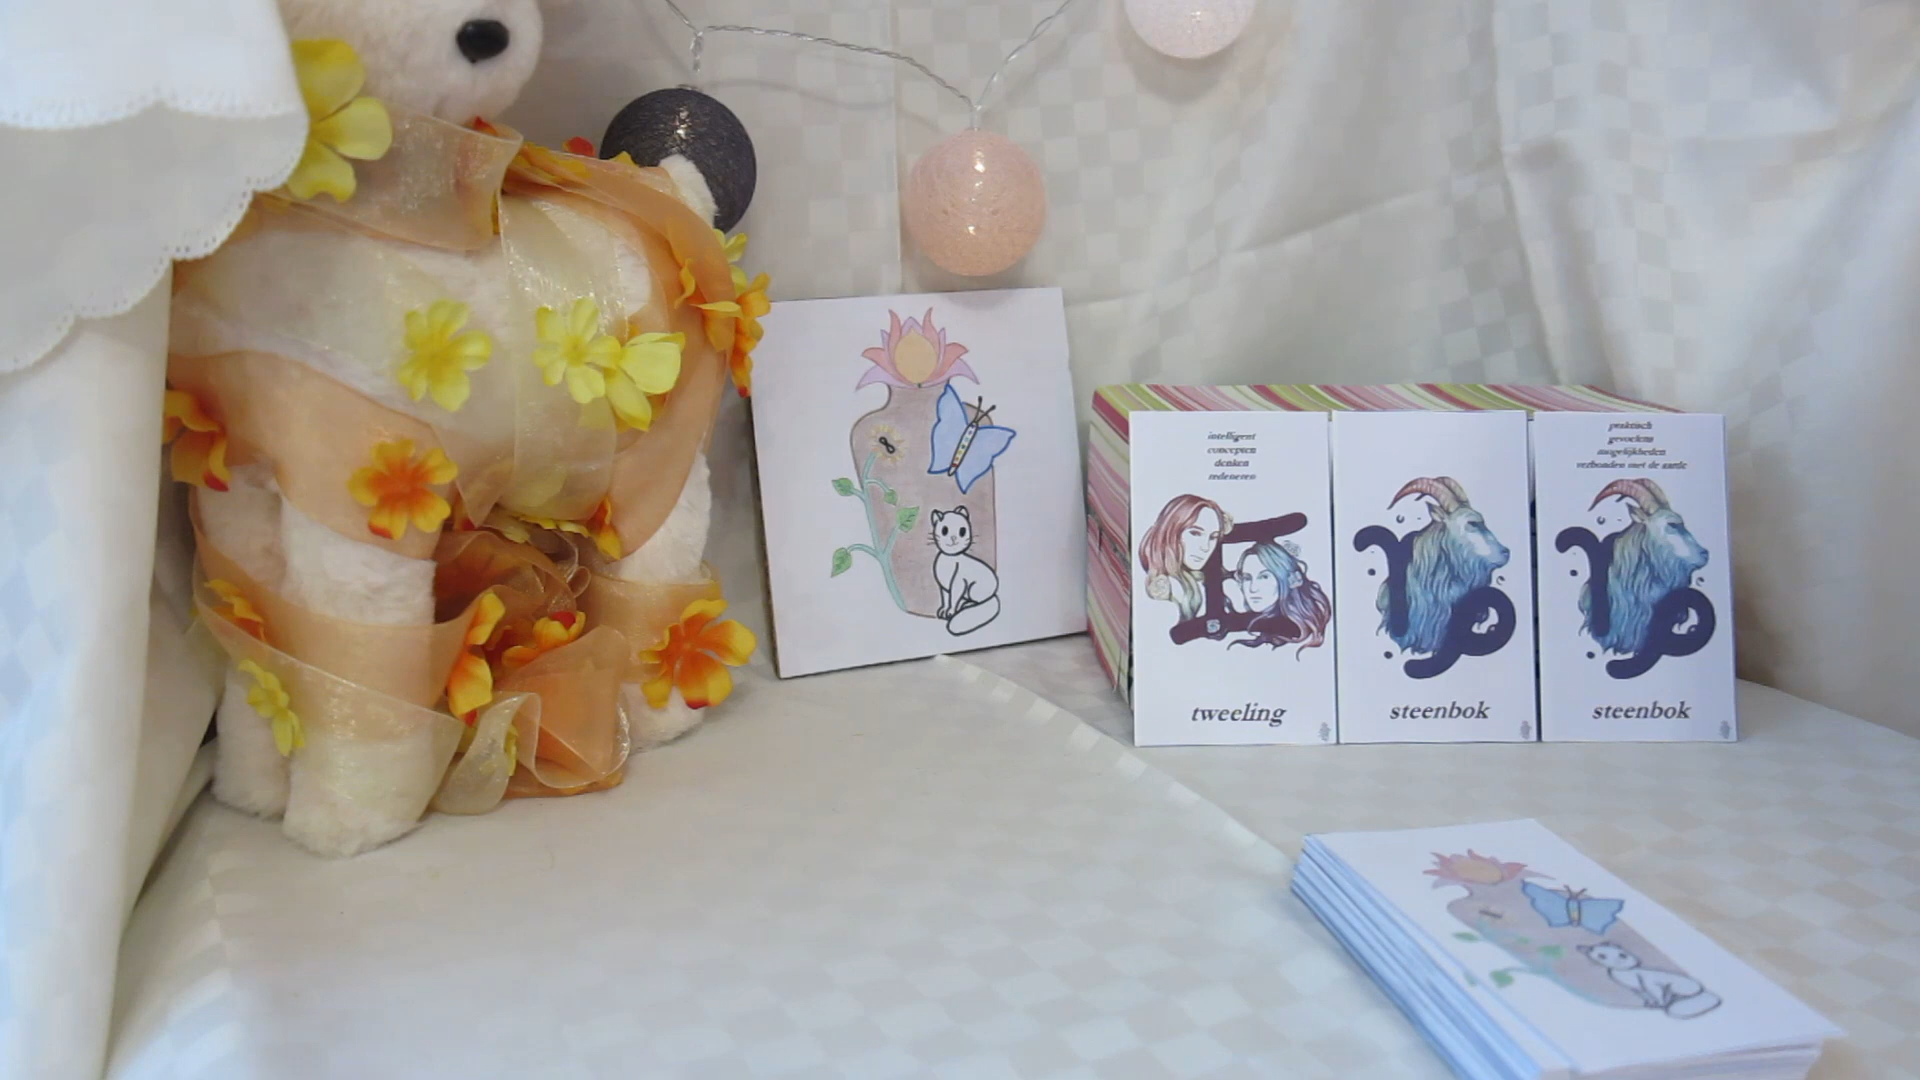 intelligent
concepten
denken
redeneren
tweeling
steenbok
praktisch
gevoelens
mogelijkheden
verbonden met de aarde
steenbok